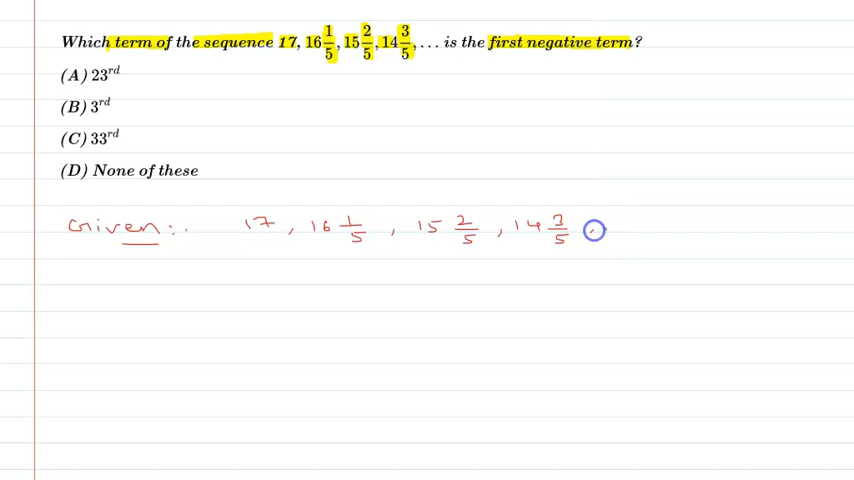 Which term of the sequence 17, 16 1/5, 15 2/5, 14 3/5, ... is the first negative term?
(A) 23rd
(B) 3rd
(C) 33rd
(D) None of these
Given:. 17, 16 1/5, 15 2/5, 14 3/5,